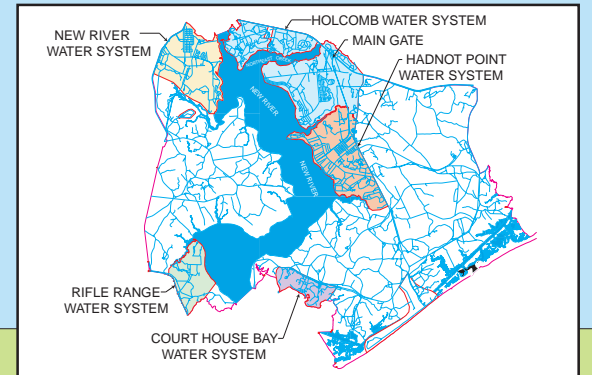 HOLCOMB WATER SYSTEM
NEW RIVER
WATER SYSTEM
MAIN GATE
HADNOT POINT
WATER SYSTEM
NEW RIVER
NEW RIVER
RIFLE RANGE
WATER SYSTEM
COURT HOUSE BAY
WATER SYSTEM